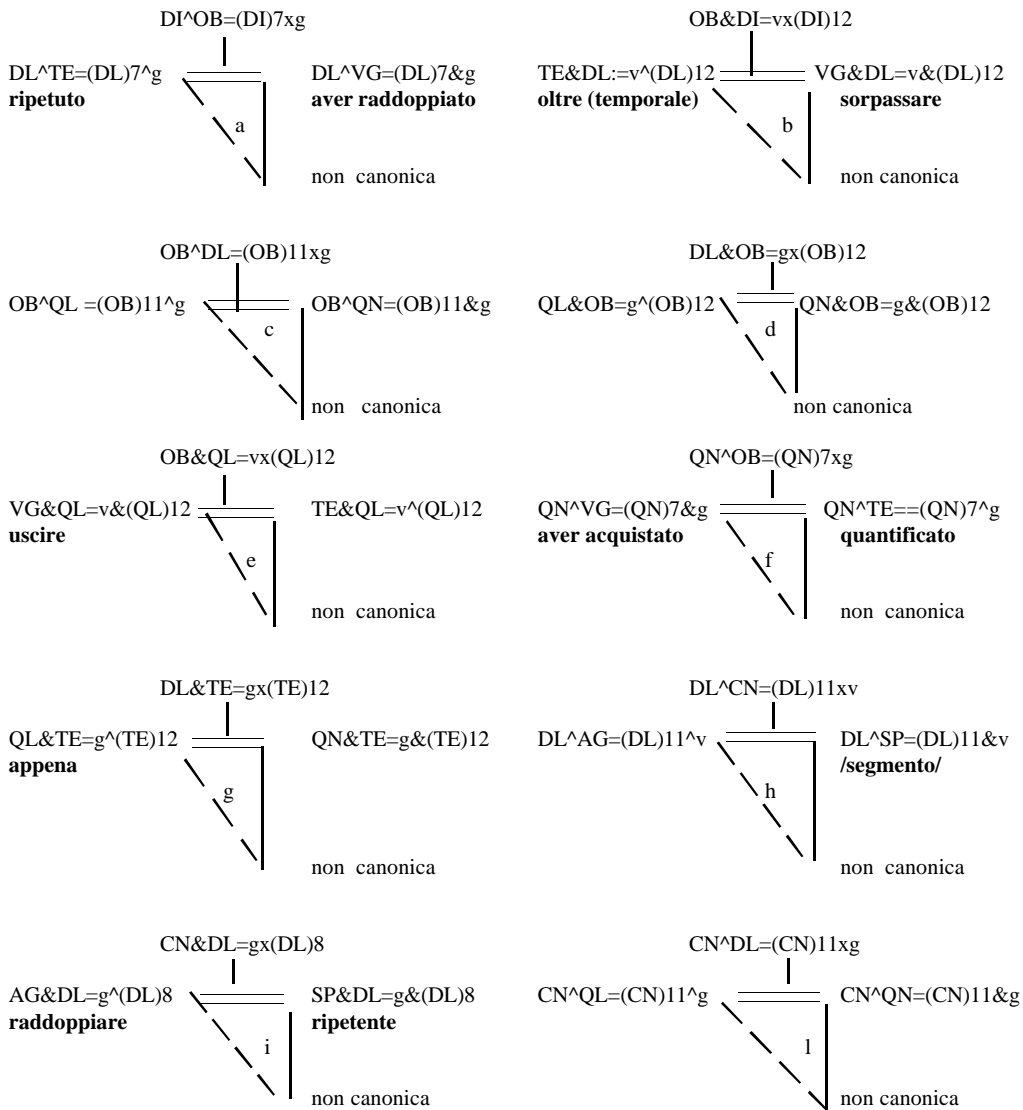 DI^OB=(DI)7xg OB&DI=vx(DI)12
DL^TE=(DL)7^g DL^VG=(DL)7&g TE&DL:=v^(DL)12 VG&DL=v&(DL)12
ripetuto aver raddoppiato oltre (temporale) sorpassare
a b
non canonica non canonica
OB^DL=(OB)11xg DL&OB=gx(OB)12
OB^QL =(OB)11^g OB^QN=(OB)11&g QL&OB=g^(OB)12 QN&OB=g&(OB)12
c d
non canonica non canonica
OB&QL=vx(QL)12 QN^OB=(QN)7xg
VG&QL=v&(QL)12 TE&QL=v^(QL)12 QN^VG=(QN)7&g QN^TE==(QN)7^g
uscire aver acquistato quantificato
e f
non canonica non canonica
DL&TE=gx(TE)12 DL^CN=(DL)11xv
QL&TE=g^(TE)12 QN&TE=g&(TE)12 DL^AG=(DL)11^v DL^SP=(DL)11&v
appena /segmento/
g h
non canonica non canonica
CN&DL=gx(DL)8 CN^DL=(CN)11xg
AG&DL=g^(DL)8 SP&DL=g&(DL)8 CN^QL=(CN)11^g CN^QN=(CN)11&g
raddoppiare ripetente
i l
non canonica non canonica